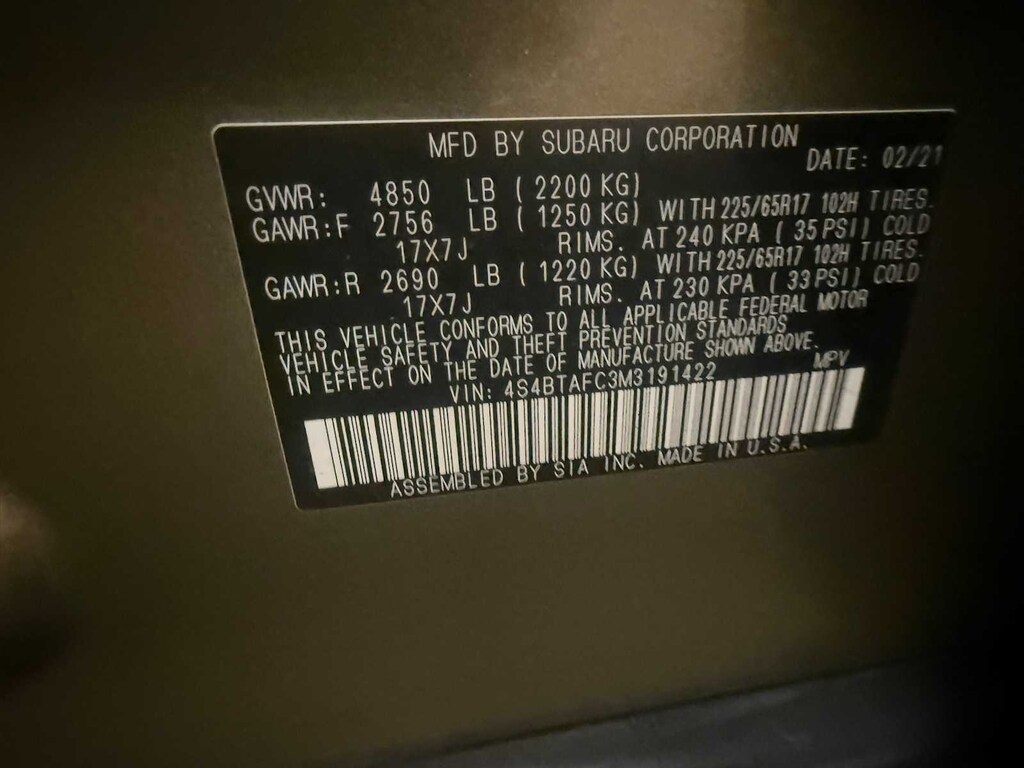 MFD BY SUBARU CORPORATION
DATE: 02/21
GVWR: 4850 LB (2200 KG)
GAWR:F 2756 LB (1250 KG) WITH 225/65R17 102H TIRES.
17X7J RIMS. AT 240 KPA (35PSI) COLD
GAWR:R 2690 LB (1220 KG) WITH 225/65R17 102H TIRES.
17X7J RIMS. AT 230 KPA (33PSI) COLD
THIS VEHICLE CONFORMS TO ALL APPLICABLE FEDERAL MOTOR
VEHICLE SAFETY AND THEFT PREVENTION STANDARDS
IN EFFECT ON THE DATE OF MANUFACTURE SHOWN ABOVE.
VIN: 4S4BTAFC3M3191422 MPV
ASSEMBLED BY SIA INC. MADE IN U.S.A.